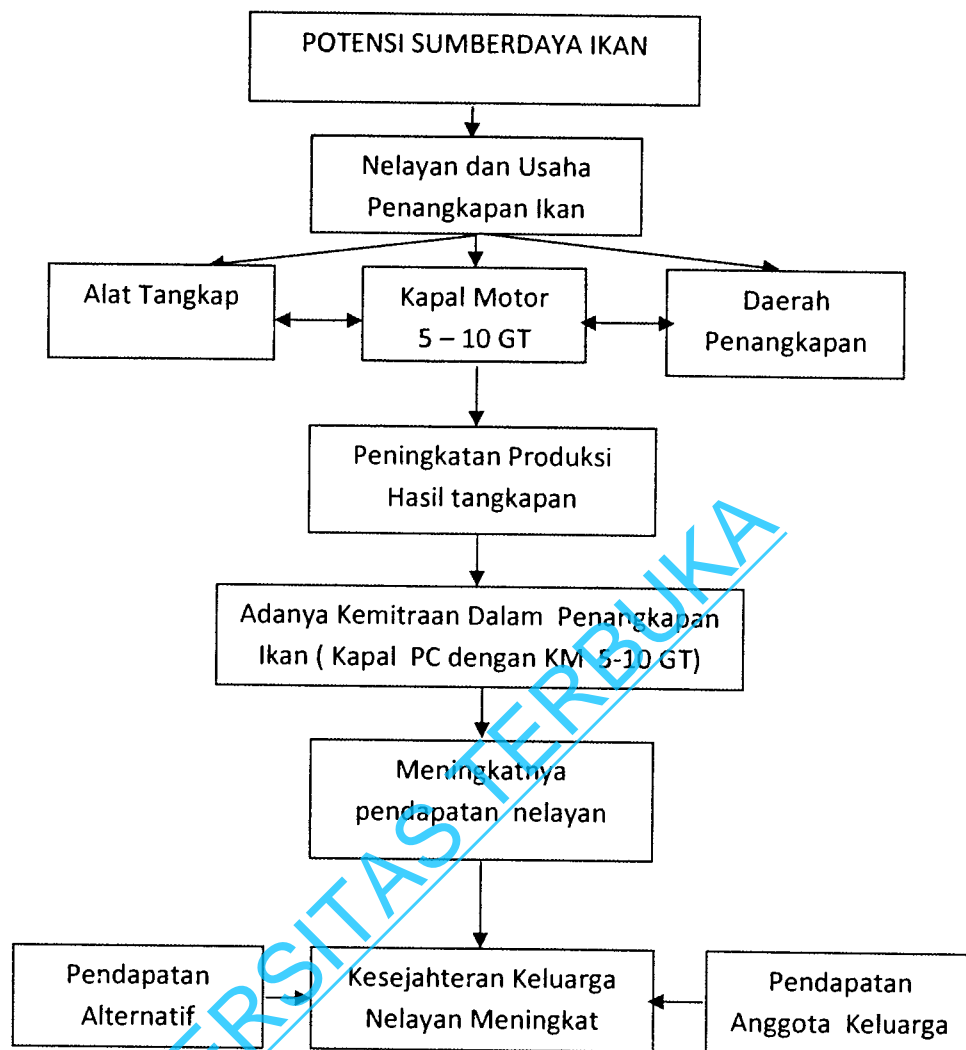 POTENSI SUMBERDAYA IKAN
Nelayan dan Usaha
Penangkapan Ikan
Alat Tangkap
Kapal Motor
5 – 10 GT
Daerah
Penangkapan
Peningkatan Produksi
Hasil tangkapan
Adanya Kemitraan Dalam Penangkapan
Ikan ( Kapal PC dengan KM 5-10 GT)
Meningkatnya
pendapatan nelayan
Pendapatan
Alternatif
Kesejahteran Keluarga
Nelayan Meningkat
Pendapatan
Anggota Keluarga
ERSITAS TERBUKA